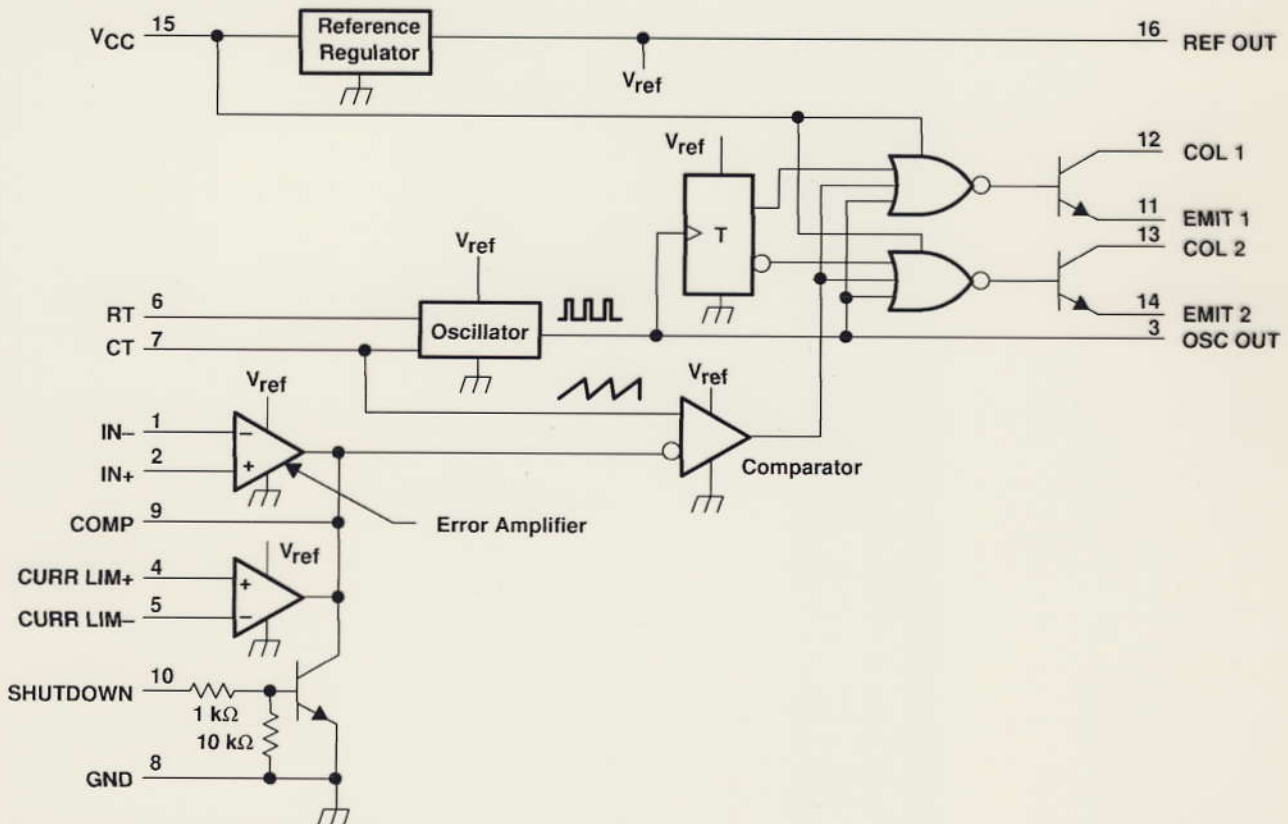 VCC
15
Reference
Regulator
16
REF OUT
Vref
Vref
12
COL 1
11
EMIT 1
13
COL 2
T
14
EMIT 2
3
OSC OUT
Vref
RT
6
CT
7
Oscillator
Vref
Comparator
Vref
IN–
1
IN+
2
COMP
9
Error Amplifier
Vref
CURR LIM+
4
CURR LIM–
5
SHUTDOWN
10
1 kΩ
10 kΩ
GND
8